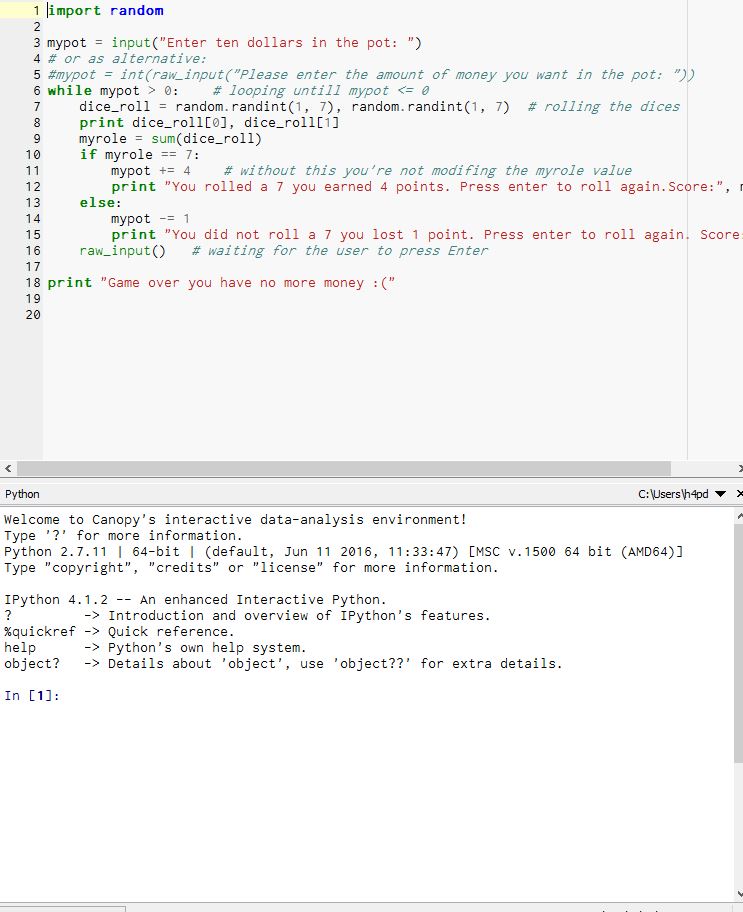 1 import random
2
3 mypot = input("Enter ten dollars in the pot: ")
4 # or as alternative:
5 #mypot = int(raw_input("Please enter the amount of money you want in the pot: "))
6 while mypot > 0:    # looping untill mypot <= 0
7     dice_roll = random.randint(1, 7), random.randint(1, 7)  # rolling the dices
8     print dice_roll[0], dice_roll[1]
9     myrole = sum(dice_roll)
10     if myrole == 7:
11         mypot += 4    # without this you're not modifing the myrole value
12         print "You rolled a 7 you earned 4 points. Press enter to roll again.Score:",
13     else:
14         mypot -= 1
15         print "You did not roll a 7 you lost 1 point. Press enter to roll again. Score:
16     raw_input()   # waiting for the user to press Enter
17
18 print "Game over you have no more money :("
19
20
Python C:\Users\h4pd
Welcome to Canopy's interactive data-analysis environment!
Type '?' for more information.
Python 2.7.11 | 64-bit | (default, Jun 11 2016, 11:33:47) [MSC v.1500 64 bit (AMD64)]
Type "copyright", "credits" or "license" for more information.
IPython 4.1.2 -- An enhanced Interactive Python.
?         -> Introduction and overview of IPython's features.
%quickref -> Quick reference.
help      -> Python's own help system.
object?   -> Details about 'object', use 'object??' for extra details.
In [1]: